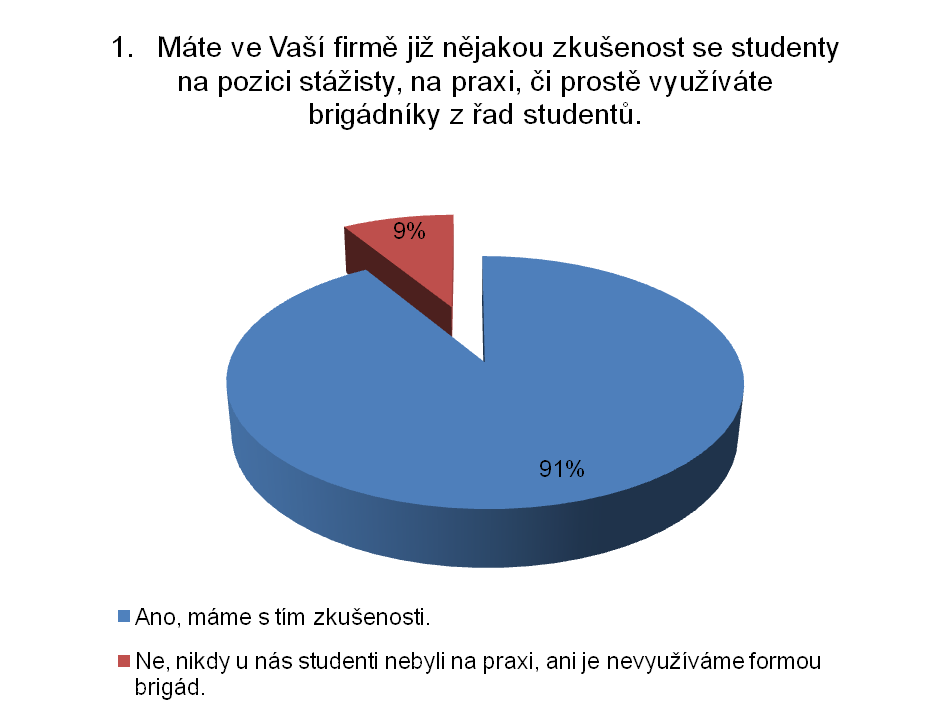 1. Máte ve Vaší firmě již nějakou zkušenost se studenty
na pozici stážisty, na praxi, či prostě využíváte
brigádníky z řad studentů.
9%
91%
Ano, máme s tím zkušenosti.
Ne, nikdy u nás studenti nebyli na praxi, ani je nevyužíváme formou
brigád.